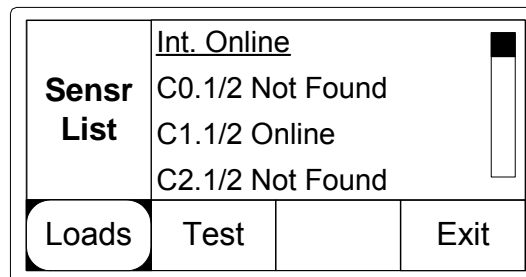 Sensr
List
Int. Online
C0.1/2 Not Found
C1.1/2 Online
C2.1/2 Not Found
Loads
Test
Exit